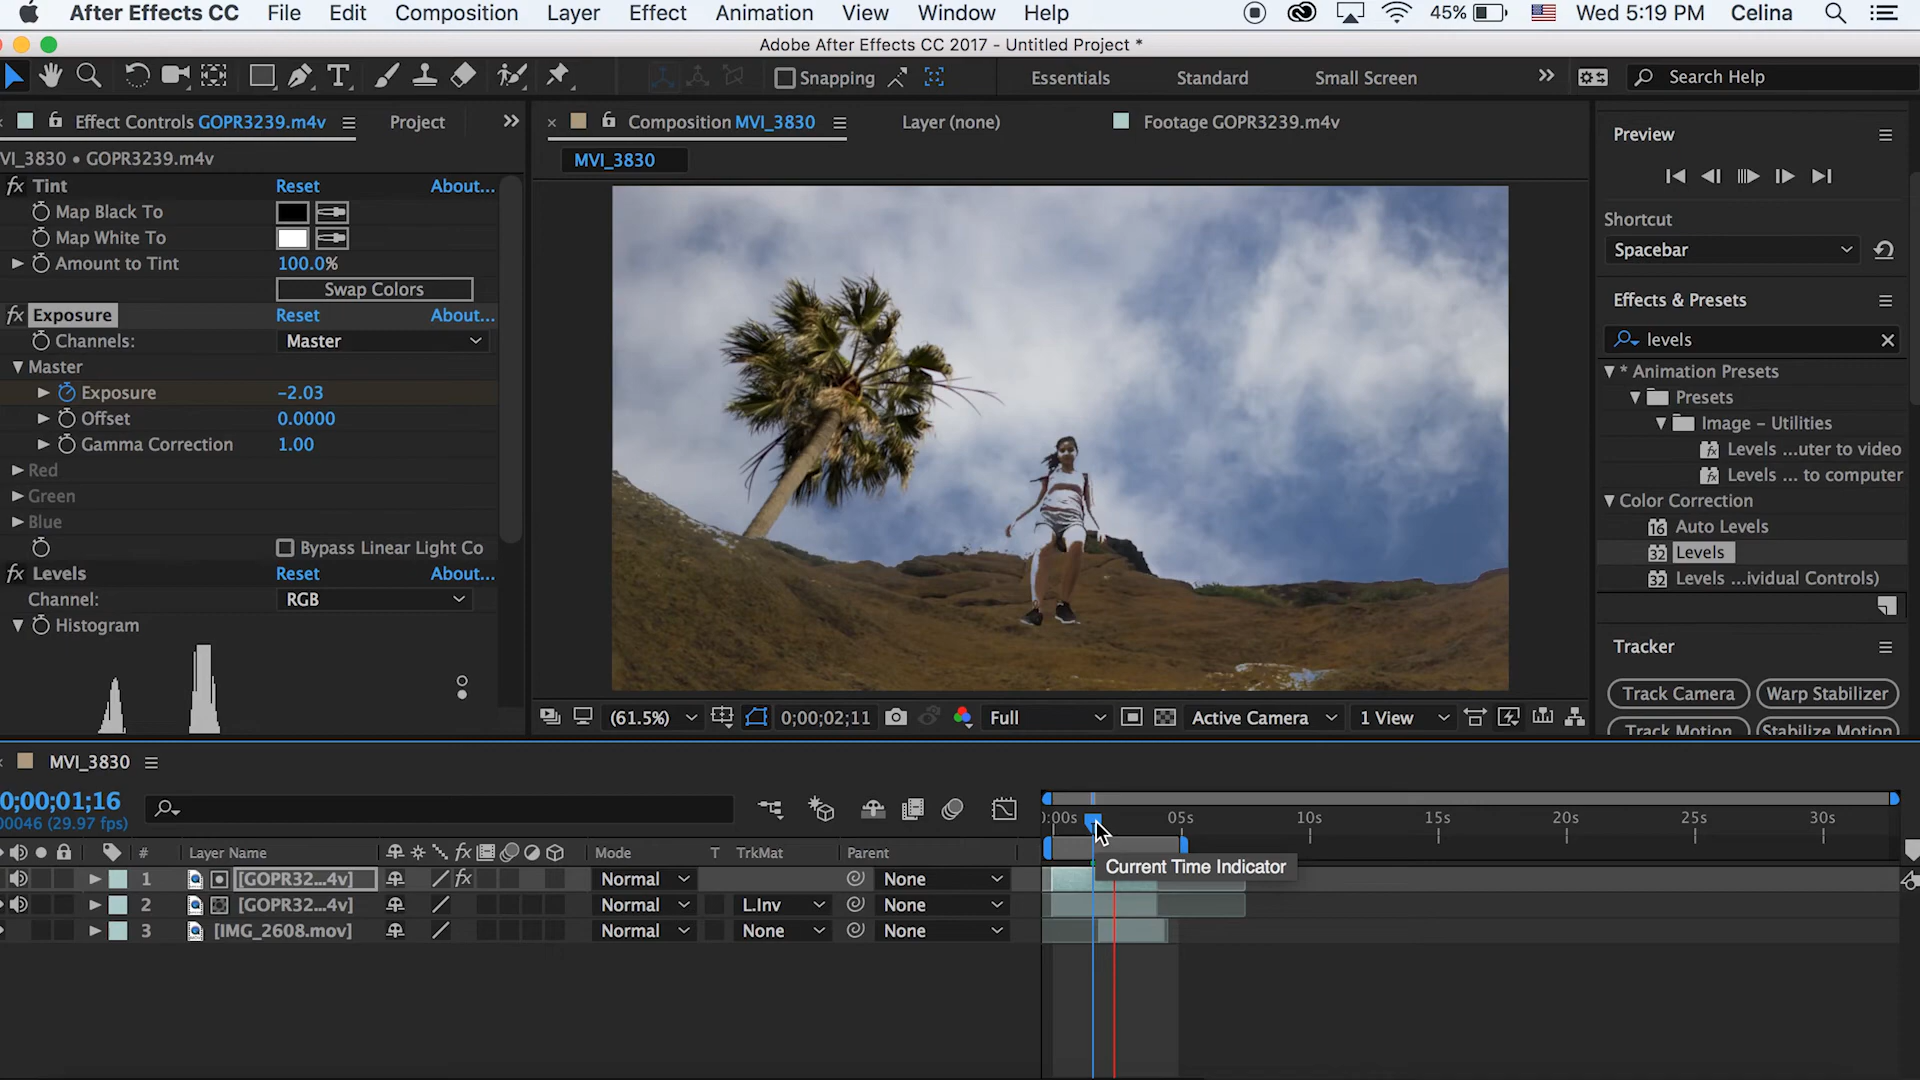 After Effects CC File Edit Composition Layer Effect Animation View Window Help 45% Wed 5:19 PM Celina
Adobe After Effects CC 2017 - Untitled Project *
Snapping Essentials Standard Small Screen Search Help
Effect Controls GOPR3239.m4v Project Composition MVI_3830 Layer (none) Footage GOPR3239.m4v Preview
VI_3830 • GOPR3239.m4v MVI_3830
Tint Reset About...
Map Black To
Map White To
Amount to Tint 100.0%
Swap Colors
Exposure Reset About...
Channels: Master
Master
Exposure -2.03
Offset 0.0000
Gamma Correction 1.00
Red
Green
Blue
Bypass Linear Light Co
Levels Reset About...
Channel: RGB
Histogram
Shortcut
Spacebar
Effects & Presets
levels
* Animation Presets
Presets
Image – Utilities
Levels ...uter to video
Levels ... to computer
Color Correction
16 Auto Levels
32 Levels
32 Levels ...ividual Controls)
Tracker
Track Camera Warp Stabilizer
Track Motion Stabilize Motion
(61.5%) 0;00;02;11 Full Active Camera 1 View
MVI_3830
0;00;01;16
00046 (29.97 fps)
0:00s 05s 10s 15s 20s 25s 30s
# Layer Name fx Mode T TrkMat Parent
Current Time Indicator
1 [GOPR32...4v] fx Normal None
2 [GOPR32...4v] Normal L.Inv None
3 [IMG_2608.mov] Normal None None